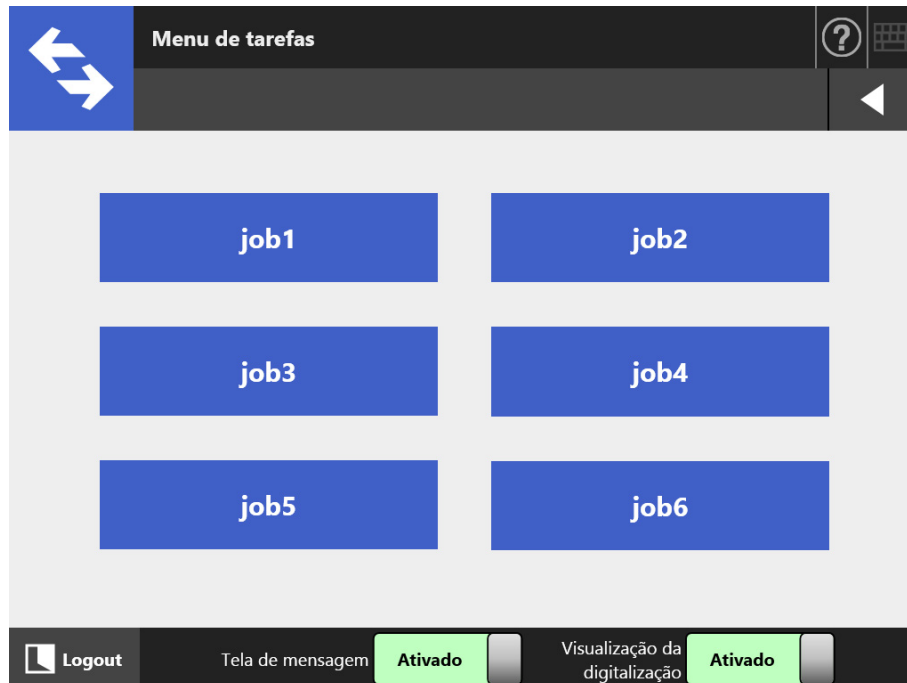 Menu de tarefas
?
job1
job2
job3
job4
job5
job6
Logout
Tela de mensagem
Ativado
Visualização da
digitalização
Ativado